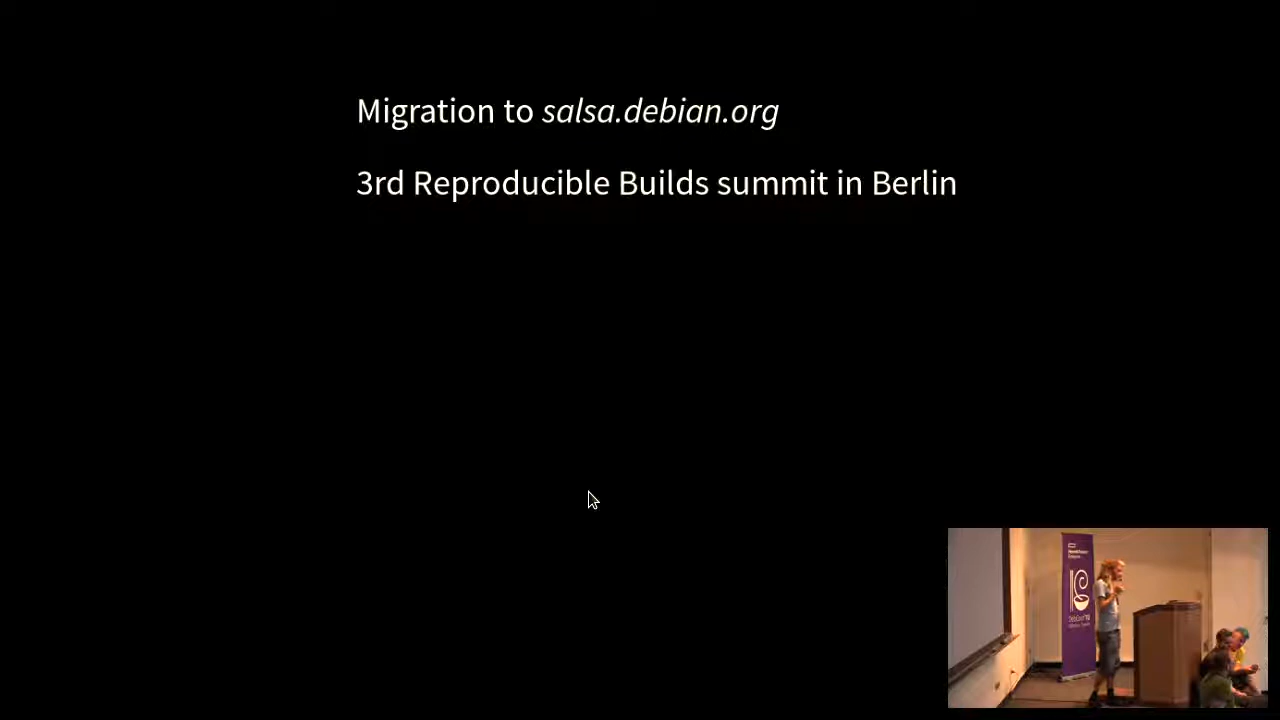 Migration to salsa.debian.org
3rd Reproducible Builds summit in Berlin